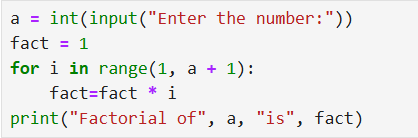 a = int(input("Enter the number:"))
fact = 1
for i in range(1, a + 1):
    fact=fact * i
print("Factorial of", a, "is", fact)